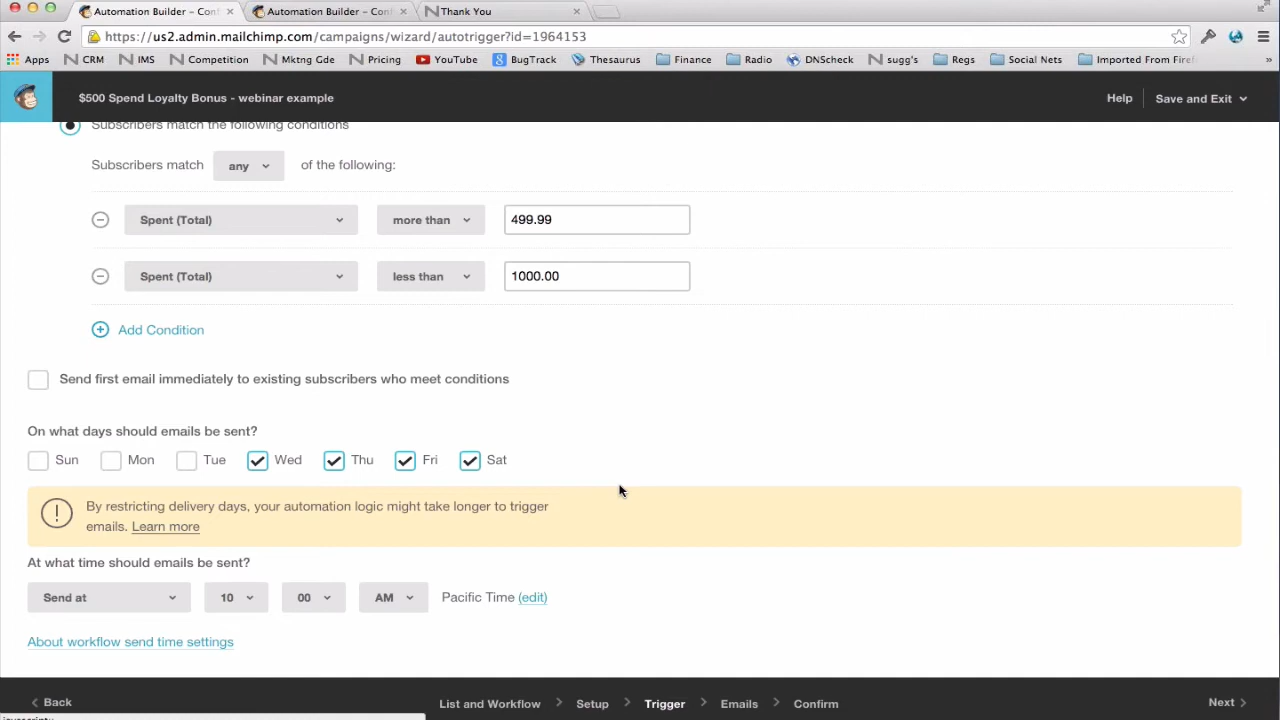 Automation Builder – Conf
Automation Builder – Conf
Thank You
https://us2.admin.mailchimp.com/campaigns/wizard/autotrigger?id=1964153
Apps CRM IMS Competition Mktng Gde Pricing YouTube BugTrack Thesaurus Finance Radio DNScheck sugg's Regs Social Nets Imported From Firef »
$500 Spend Loyalty Bonus - webinar example
Help Save and Exit
Subscribers match the following conditions
Subscribers match any of the following:
Spent (Total) more than 499.99
Spent (Total) less than 1000.00
Add Condition
Send first email immediately to existing subscribers who meet conditions
On what days should emails be sent?
Sun Mon Tue Wed Thu Fri Sat
By restricting delivery days, your automation logic might take longer to trigger
emails. Learn more
At what time should emails be sent?
Send at 10 00 AM Pacific Time (edit)
About workflow send time settings
Back List and Workflow > Setup > Trigger > Emails > Confirm Next